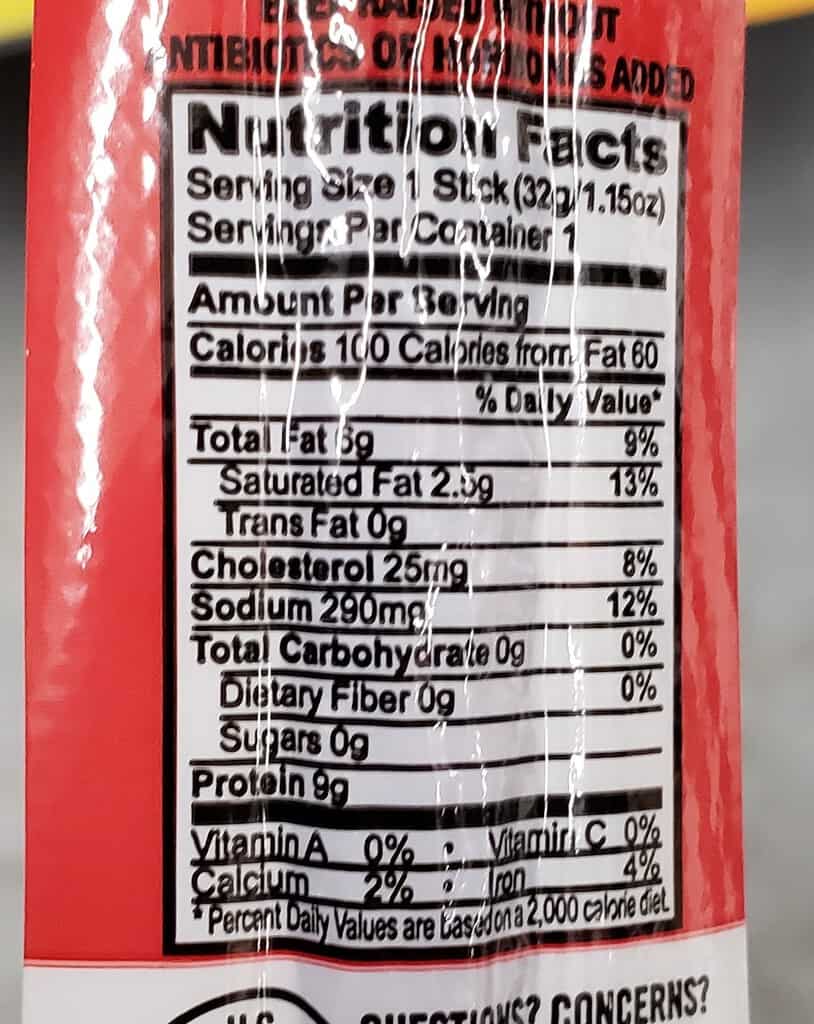 BEEF RAISED WITHOUT
ANTIBIOTICS OR HORMONES ADDED
Nutrition Facts
Serving Size 1 Stick (32g/1.15oz)
Servings Per Container 1
Amount Per Serving
Calories 100 Calories from Fat 60
% Daily Value*
Total Fat 6g 9%
Saturated Fat 2.5g 13%
Trans Fat 0g
Cholesterol 25mg 8%
Sodium 290mg 12%
Total Carbohydrate 0g 0%
Dietary Fiber 0g 0%
Sugars 0g
Protein 9g
Vitamin A 0% • Vitamin C 0%
Calcium 2% • Iron 4%
* Percent Daily Values are based on a 2,000 calorie diet.
QUESTIONS? CONCERNS?